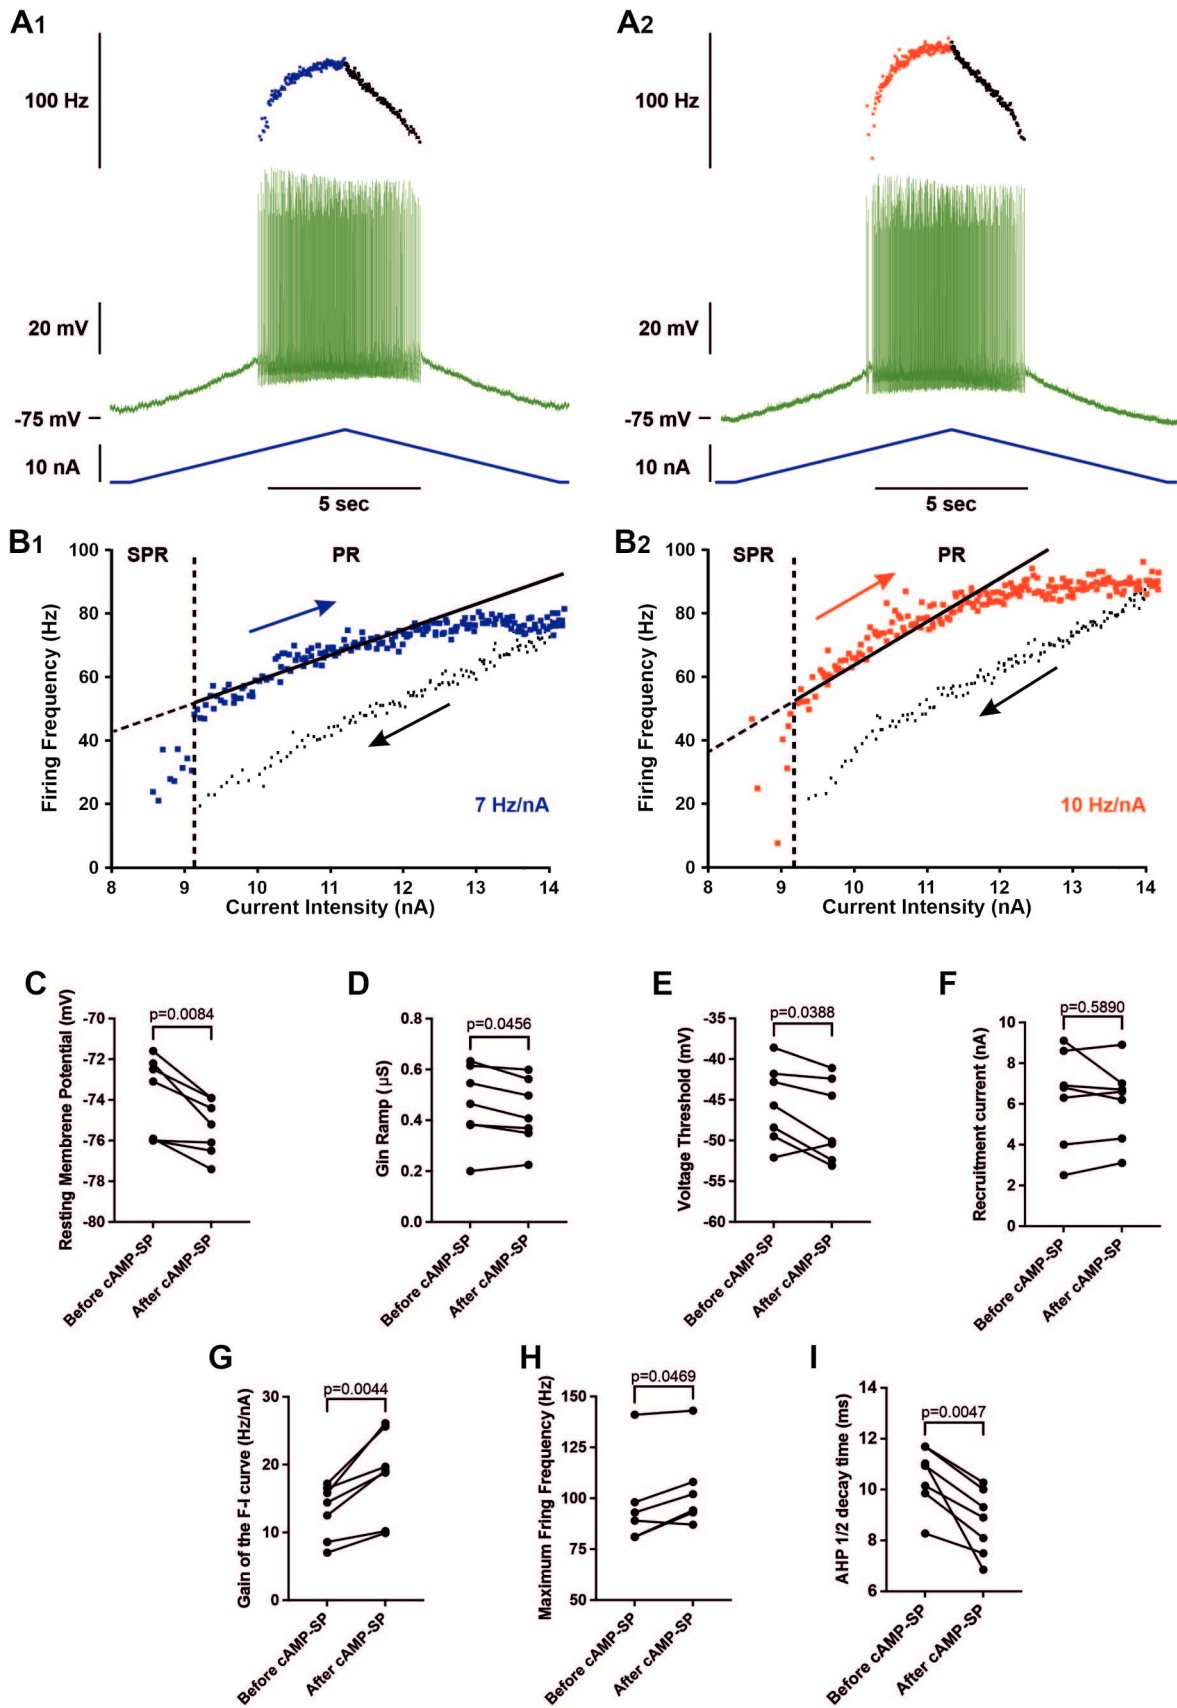 A1
A2
100 Hz
100 Hz
20 mV
20 mV
-75 mV
-75 mV
10 nA
10 nA
5 sec
5 sec
B1
B2
SPR
PR
SPR
PR
Firing Frequency (Hz)
100
80
60
40
20
0
7 Hz/nA
8 9 10 11 12 13 14
Current Intensity (nA)
Firing Frequency (Hz)
100
80
60
40
20
0
10 Hz/nA
8 9 10 11 12 13 14
Current Intensity (nA)
C
Resting Membrene Potential (mV)
p=0.0084
-70
-72
-74
-76
-78
-80
Before cAMP-SP
After cAMP-SP
D
Gin Ramp (µS)
p=0.0456
0.8
0.6
0.4
0.2
0.0
Before cAMP-SP
After cAMP-SP
E
Voltage Threshold (mV)
p=0.0388
-35
-40
-45
-50
-55
-60
Before cAMP-SP
After cAMP-SP
F
Recruitment current (nA)
p=0.5890
10
8
6
4
2
0
Before cAMP-SP
After cAMP-SP
G
Gain of the F-I curve (Hz/nA)
p=0.0044
30
20
10
0
Before cAMP-SP
After cAMP-SP
H
Maximum Fring Frequency (Hz)
p=0.0469
150
125
100
75
50
Before cAMP-SP
After cAMP-SP
I
AHP 1/2 decay time (ms)
p=0.0047
14
12
10
8
6
Before cAMP-SP
After cAMP-SP